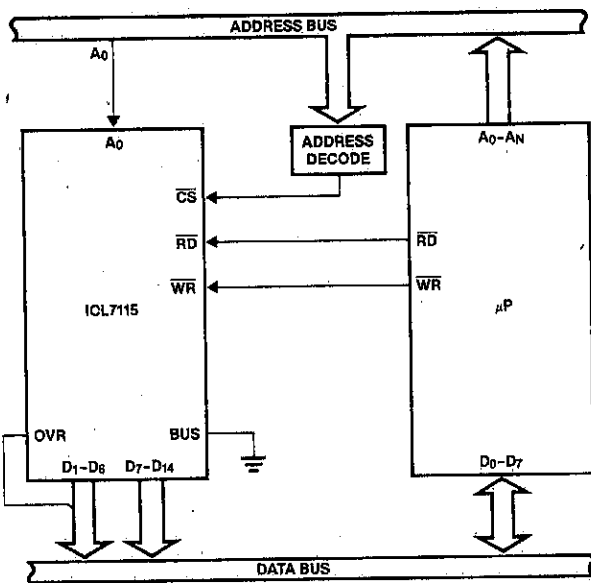 ADDRESS BUS
A0
A0
ADDRESS
DECODE
A0–AN
CS
RD
RD
WR
WR
ICL7115
μP
OVR
BUS
D1–D6
D7–D14
D0–D7
DATA BUS